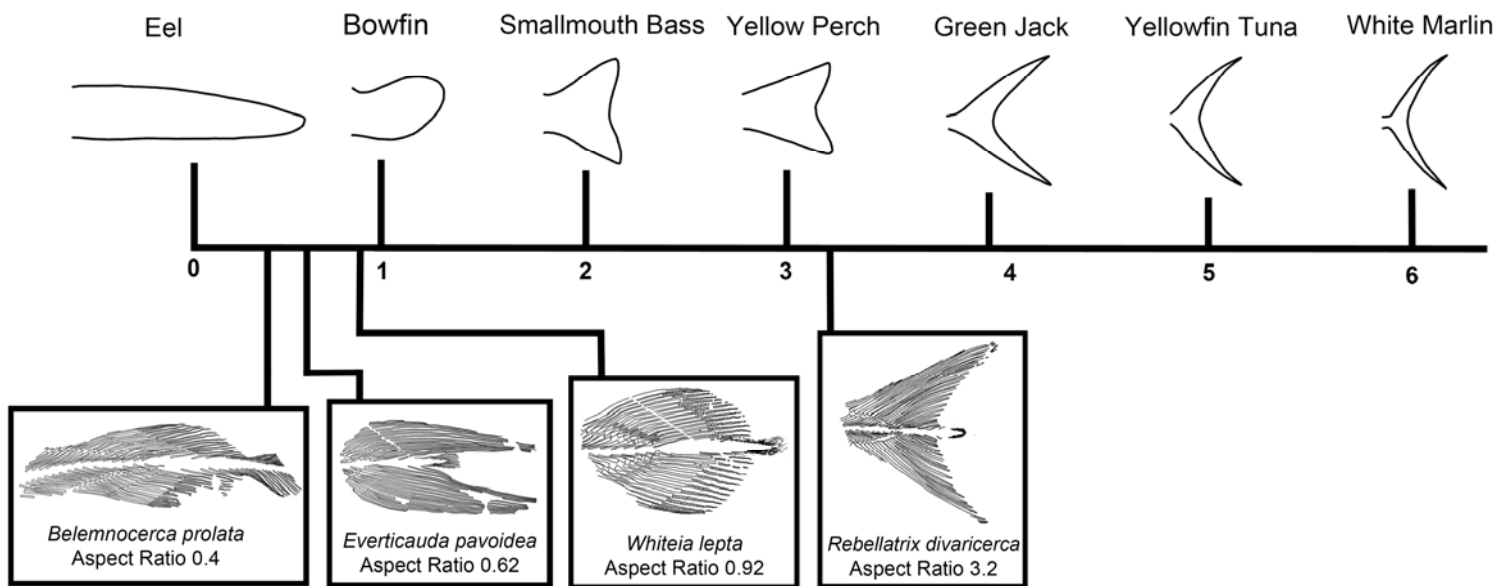 Eel
Bowfin
Smallmouth Bass
Yellow Perch
Green Jack
Yellowfin Tuna
White Marlin
0
1
2
3
4
5
6
Belemnocerca prolata
Aspect Ratio 0.4
Everticauda pavoidea
Aspect Ratio 0.62
Whiteia lepta
Aspect Ratio 0.92
Rebellatrix divaricerca
Aspect Ratio 3.2